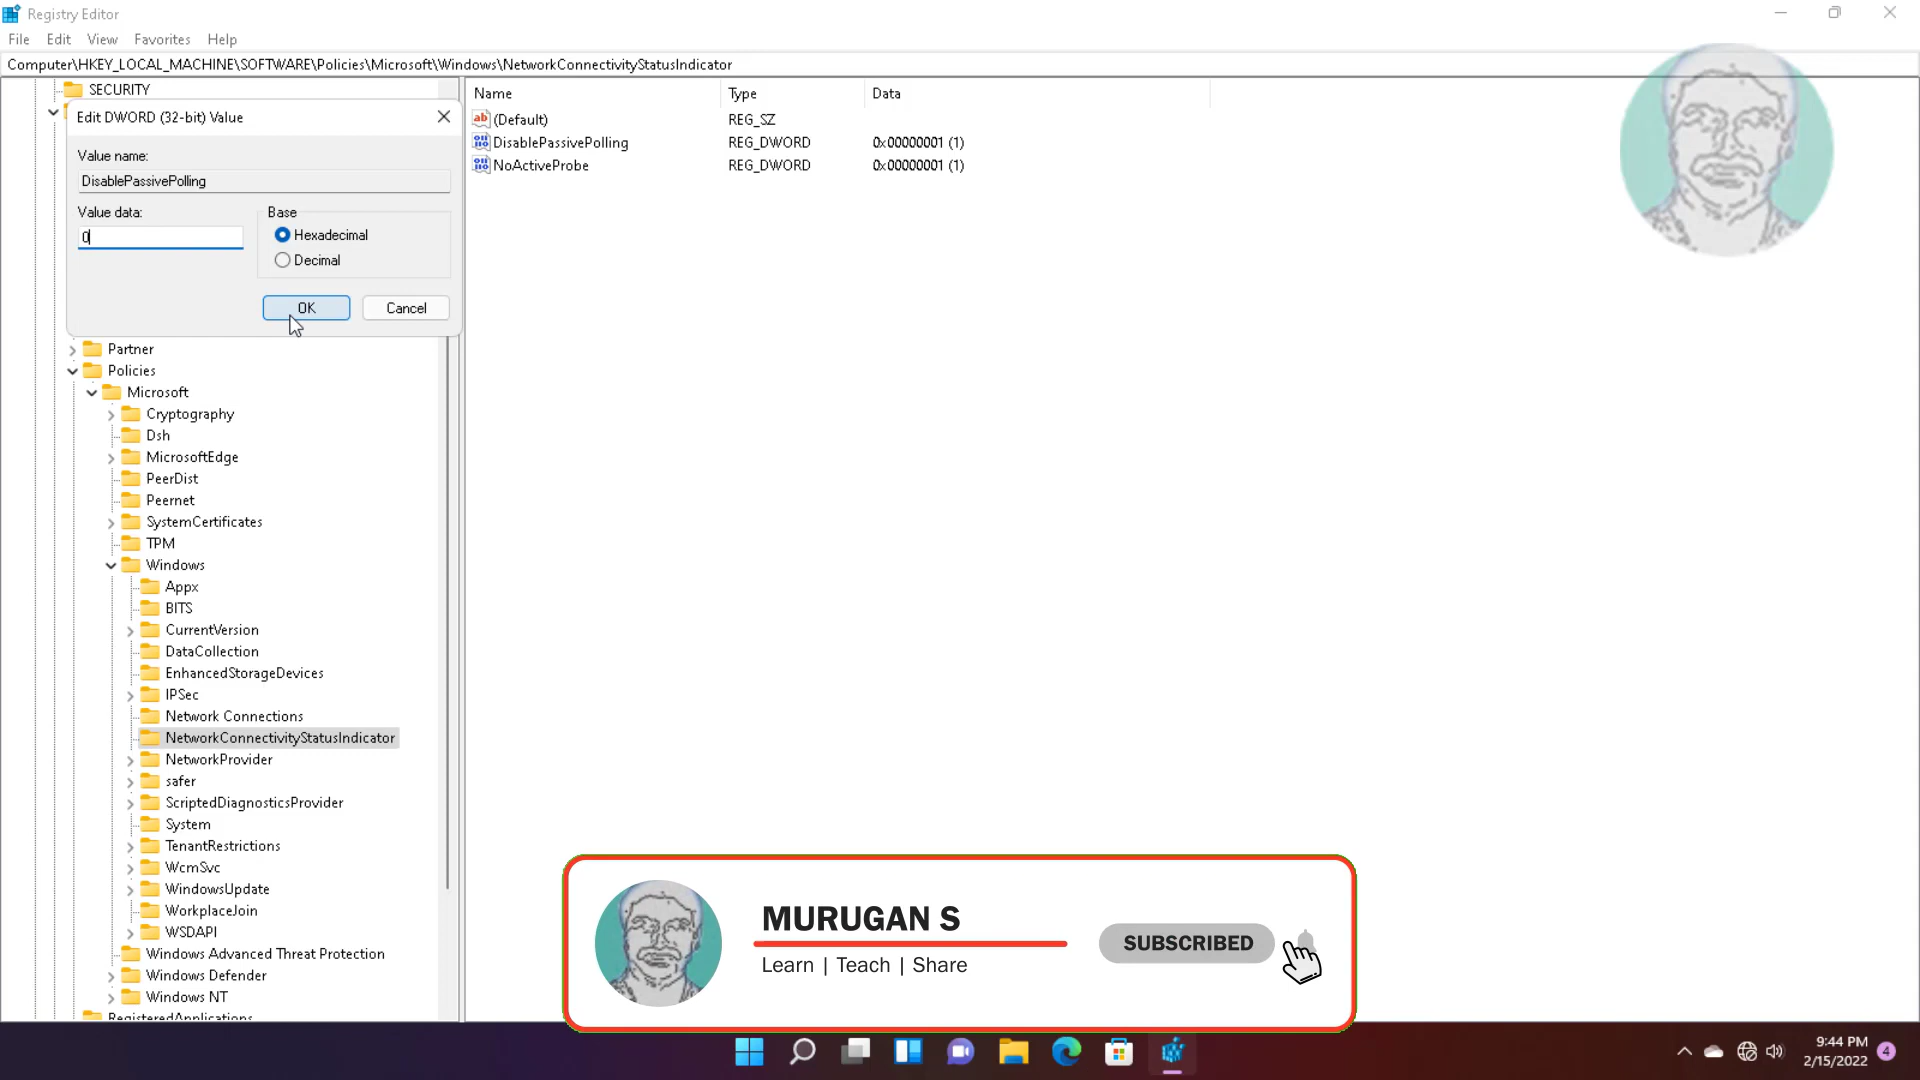 Registry Editor
File Edit View Favorites Help
Computer\HKEY_LOCAL_MACHINE\SOFTWARE\Policies\Microsoft\Windows\NetworkConnectivityStatusIndicator
SECURITY
Edit DWORD (32-bit) Value
Value name:
DisablePassivePolling
Value data:
0
Base
Hexadecimal
Decimal
OK Cancel
Name Type Data
(Default) REG_SZ
DisablePassivePolling REG_DWORD 0x00000001 (1)
NoActiveProbe REG_DWORD 0x00000001 (1)
Partner
Policies
Microsoft
Cryptography
Dsh
MicrosoftEdge
PeerDist
Peernet
SystemCertificates
TPM
Windows
Appx
BITS
CurrentVersion
DataCollection
EnhancedStorageDevices
IPSec
Network Connections
NetworkConnectivityStatusIndicator
NetworkProvider
safer
ScriptedDiagnosticsProvider
System
TenantRestrictions
WcmSvc
WindowsUpdate
WorkplaceJoin
WSDAPI
Windows Advanced Threat Protection
Windows Defender
Windows NT
RegisteredApplications
MURUGAN S
Learn | Teach | Share
SUBSCRIBED
9:44 PM
2/15/2022
4